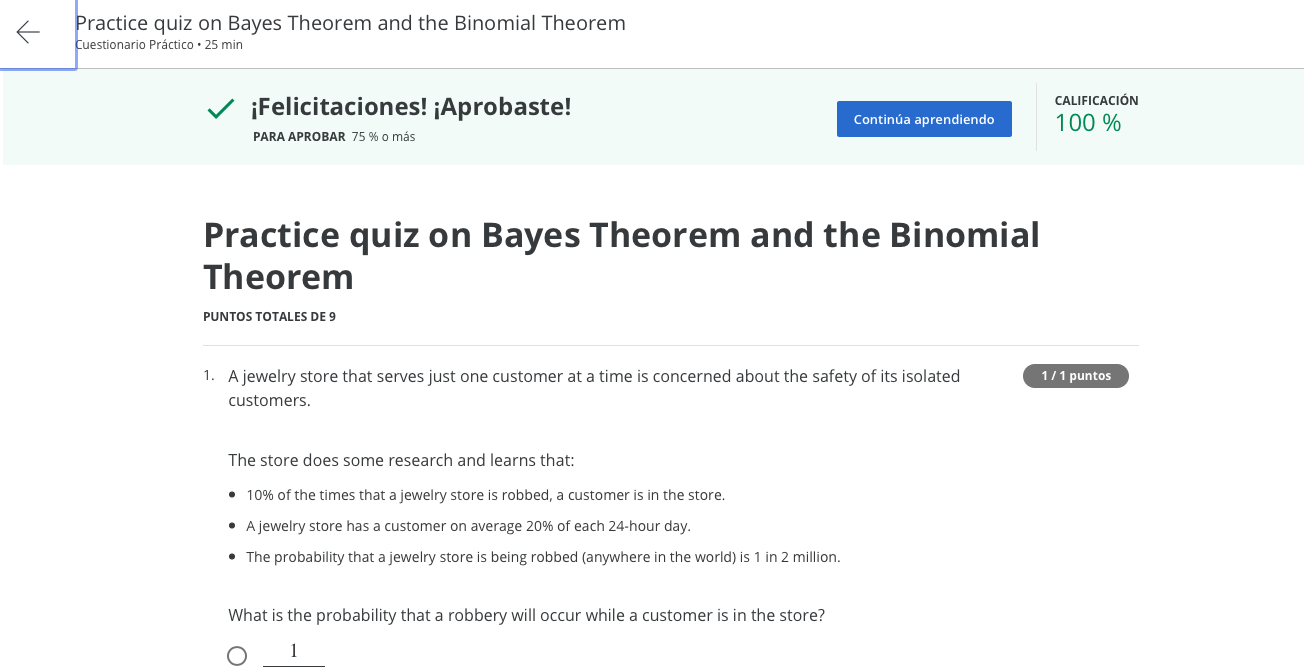 Practice quiz on Bayes Theorem and the Binomial Theorem
Cuestionario Práctico • 25 min
¡Felicitaciones! ¡Aprobaste!
PARA APROBAR 75 % o más
Continúa aprendiendo
CALIFICACIÓN
100 %
Practice quiz on Bayes Theorem and the Binomial
Theorem
PUNTOS TOTALES DE 9
1. A jewelry store that serves just one customer at a time is concerned about the safety of its isolated
customers.
1 / 1 puntos
The store does some research and learns that:
• 10% of the times that a jewelry store is robbed, a customer is in the store.
• A jewelry store has a customer on average 20% of each 24-hour day.
• The probability that a jewelry store is being robbed (anywhere in the world) is 1 in 2 million.
What is the probability that a robbery will occur while a customer is in the store?
1